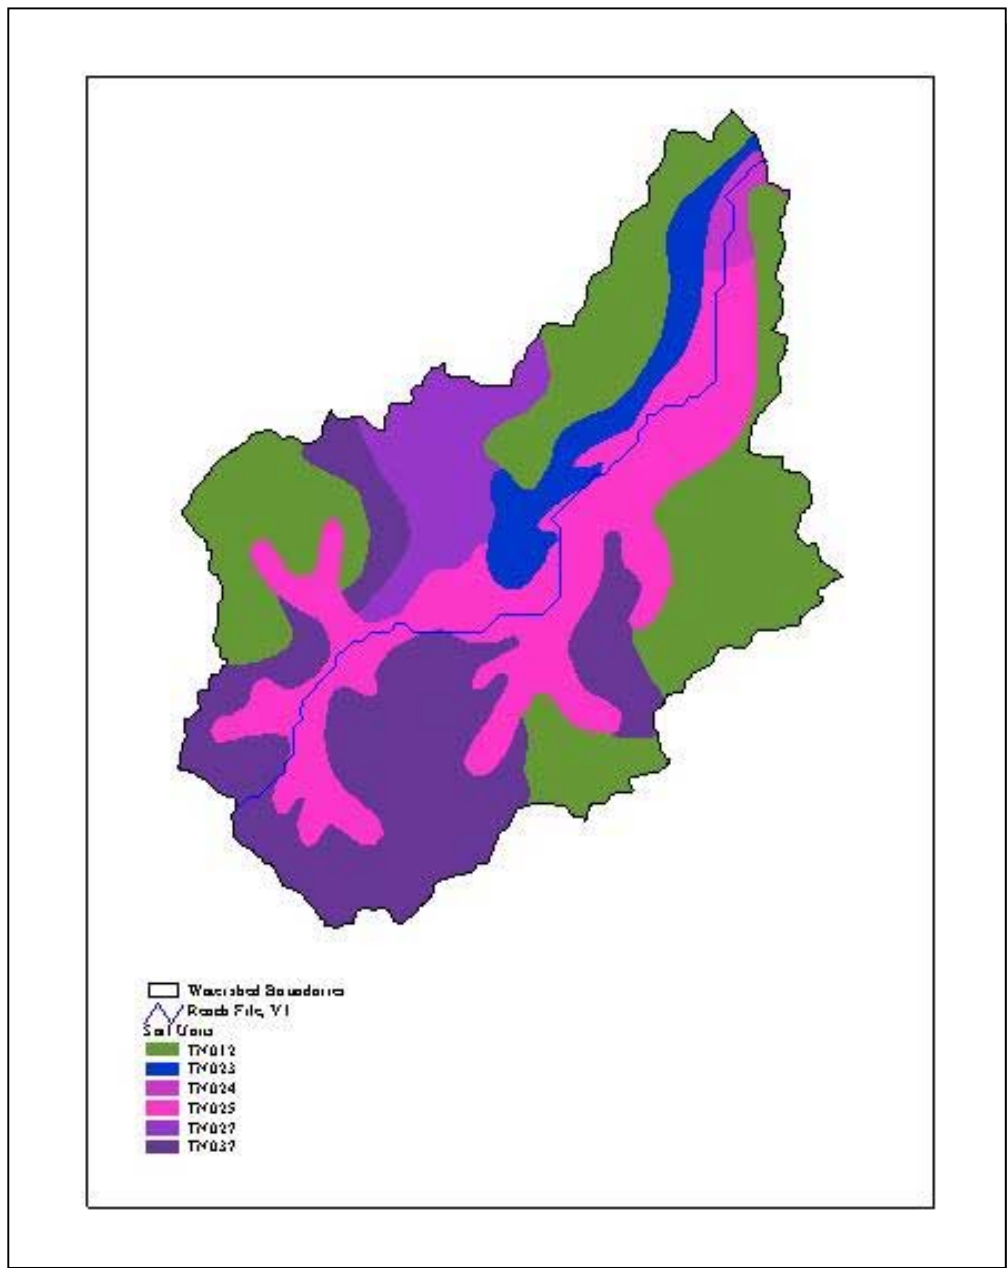 Watershed Boundaries
Reach File, V1
Soil Units
TN012
TN023
TN024
TN025
TN027
TN037